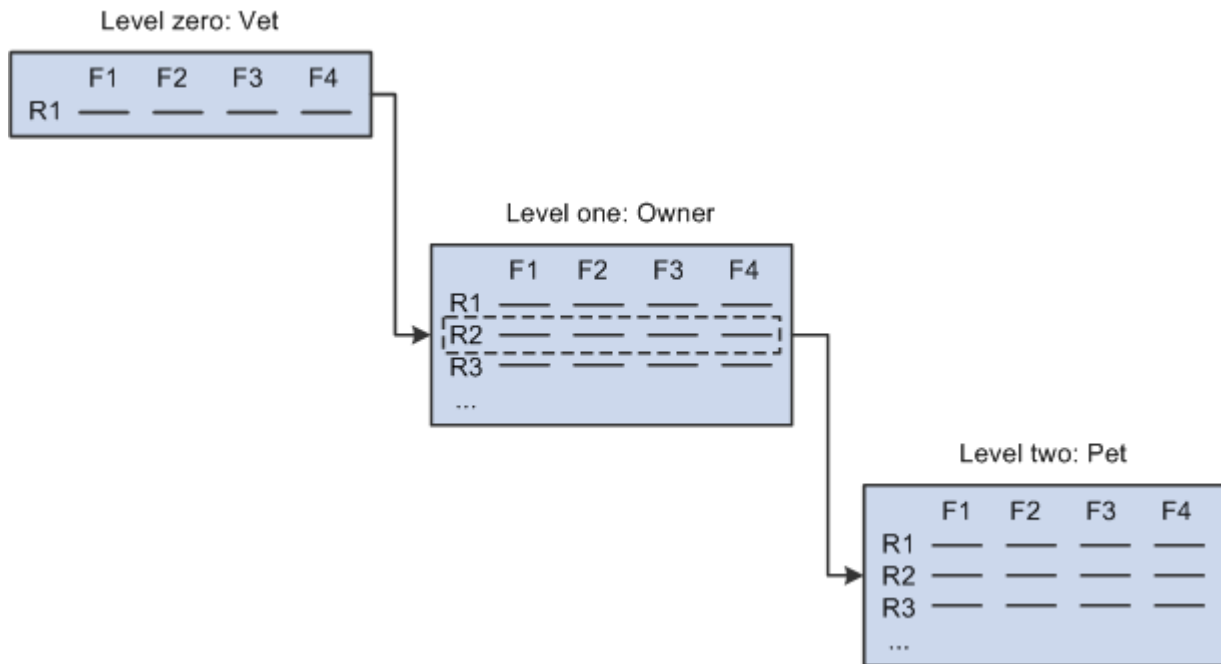 Level zero: Vet
F1 F2 F3 F4
R1
Level one: Owner
F1 F2 F3 F4
R1
R2
R3
...
Level two: Pet
F1 F2 F3 F4
R1
R2
R3
...